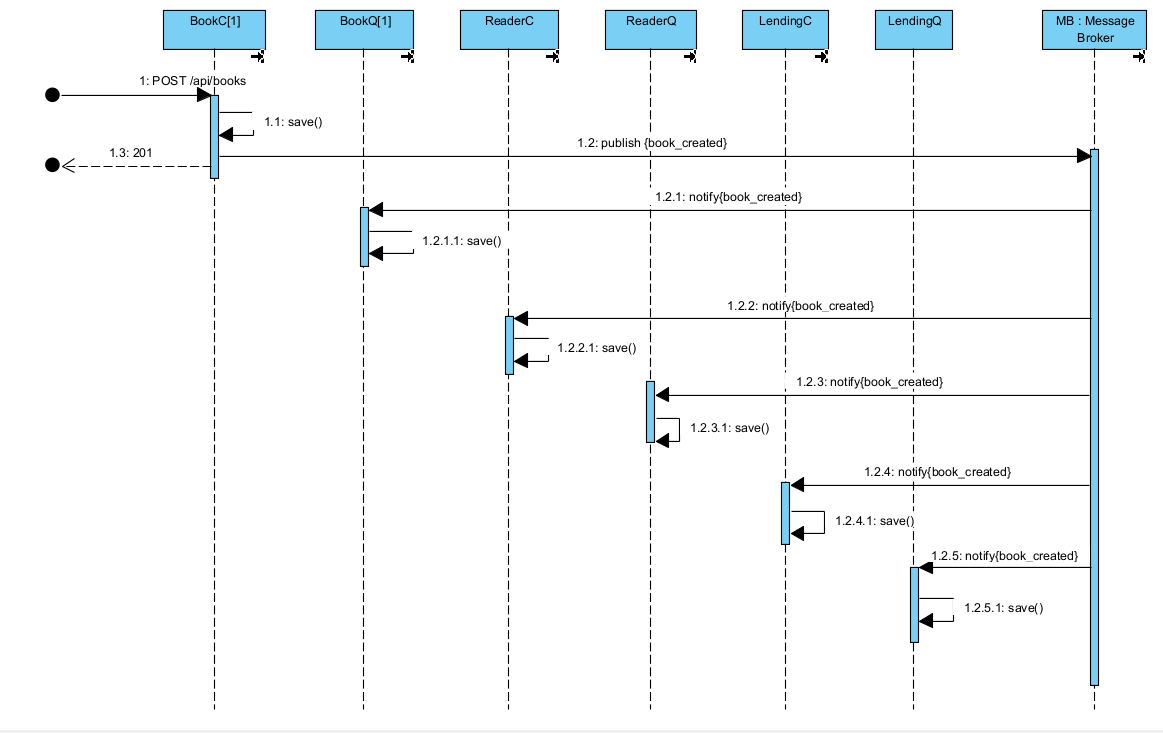 BookC[1]
BookQ[1]
ReaderC
ReaderQ
LendingC
LendingQ
MB : Message
Broker
1: POST /api/books
1.1: save()
1.2: publish {book_created}
1.3: 201
1.2.1: notify{book_created}
1.2.1.1: save()
1.2.2: notify{book_created}
1.2.2.1: save()
1.2.3: notify{book_created}
1.2.3.1: save()
1.2.4: notify{book_created}
1.2.4.1: save()
1.2.5: notify{book_created}
1.2.5.1: save()